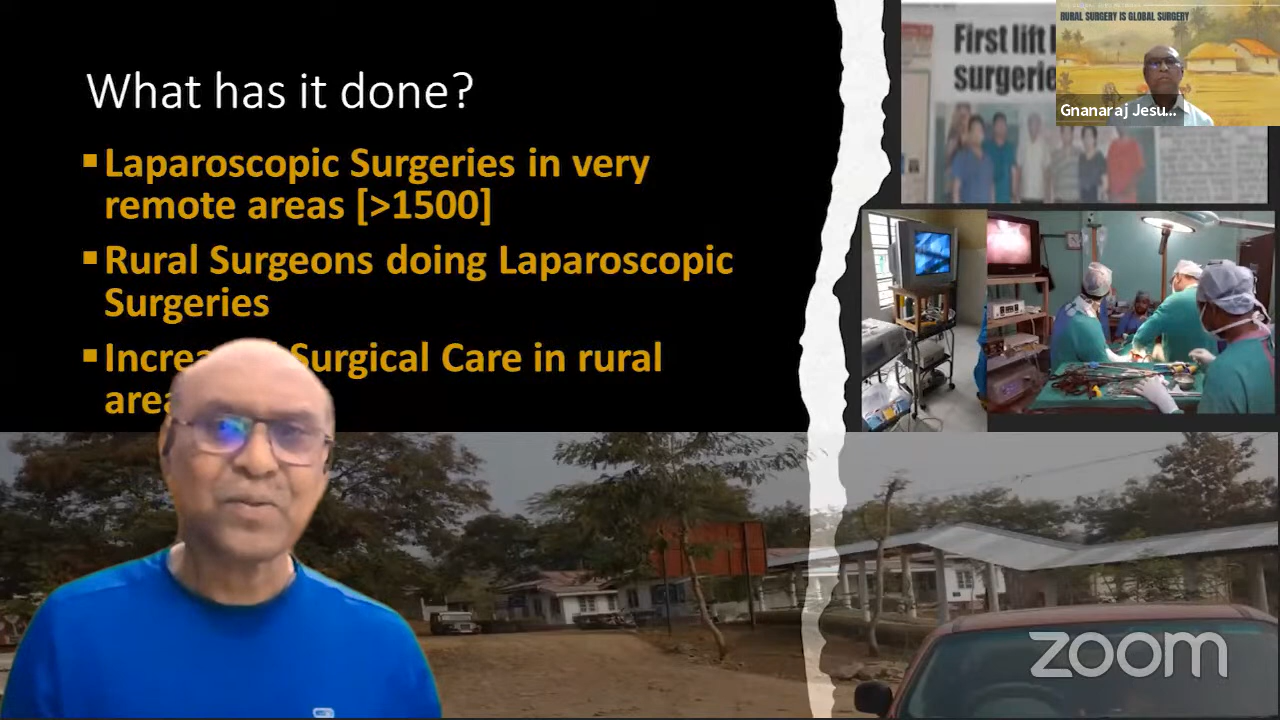 What has it done?
Laparoscopic Surgeries in very
remote areas [>1500]
Rural Surgeons doing Laparoscopic
Surgeries
Surgical Care in rural
First lift
surgerie
RURAL SURGERY IS GLOBAL SURGERY
Gnanaraj Jesu...
zoom